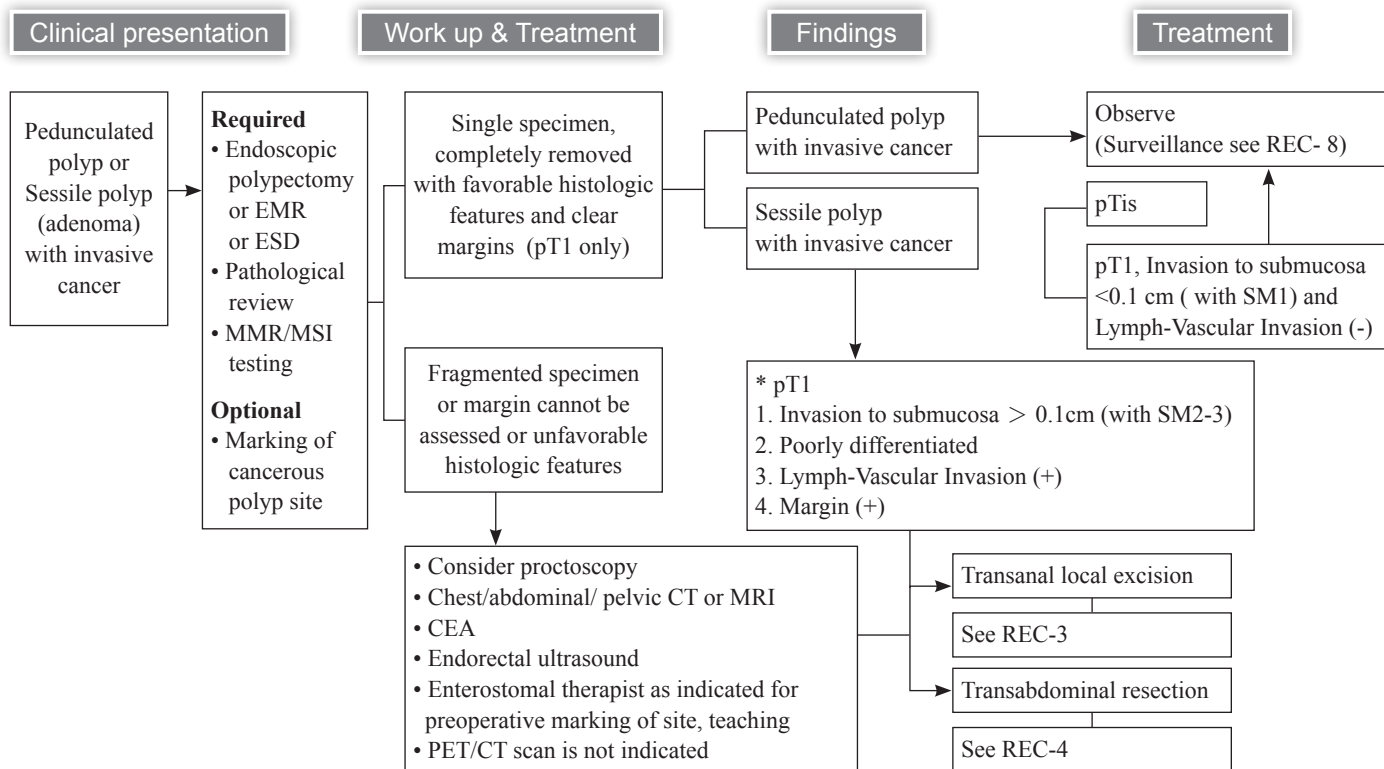 Clinical presentation
Work up & Treatment
Findings
Treatment
Pedunculated
polyp or
Sessile polyp
(adenoma)
with invasive
cancer
Required
• Endoscopic
polypectomy
or EMR
or ESD
• Pathological
review
• MMR/MSI
testing
Optional
• Marking of
cancerous
polyp site
Single specimen,
completely removed
with favorable histologic
features and clear
margins (pT1 only)
Fragmented specimen
or margin cannot be
assessed or unfavorable
histologic features
• Consider proctoscopy
• Chest/abdominal/ pelvic CT or MRI
• CEA
• Endorectal ultrasound
• Enterostomal therapist as indicated for
preoperative marking of site, teaching
• PET/CT scan is not indicated
Pedunculated polyp
with invasive cancer
Sessile polyp
with invasive cancer
* pT1
1. Invasion to submucosa > 0.1cm (with SM2-3)
2. Poorly differentiated
3. Lymph-Vascular Invasion (+)
4. Margin (+)
Transanal local excision
See REC-3
Transabdominal resection
See REC-4
Observe
(Surveillance see REC- 8)
pTis
pT1, Invasion to submucosa
<0.1 cm ( with SM1) and
Lymph-Vascular Invasion (-)